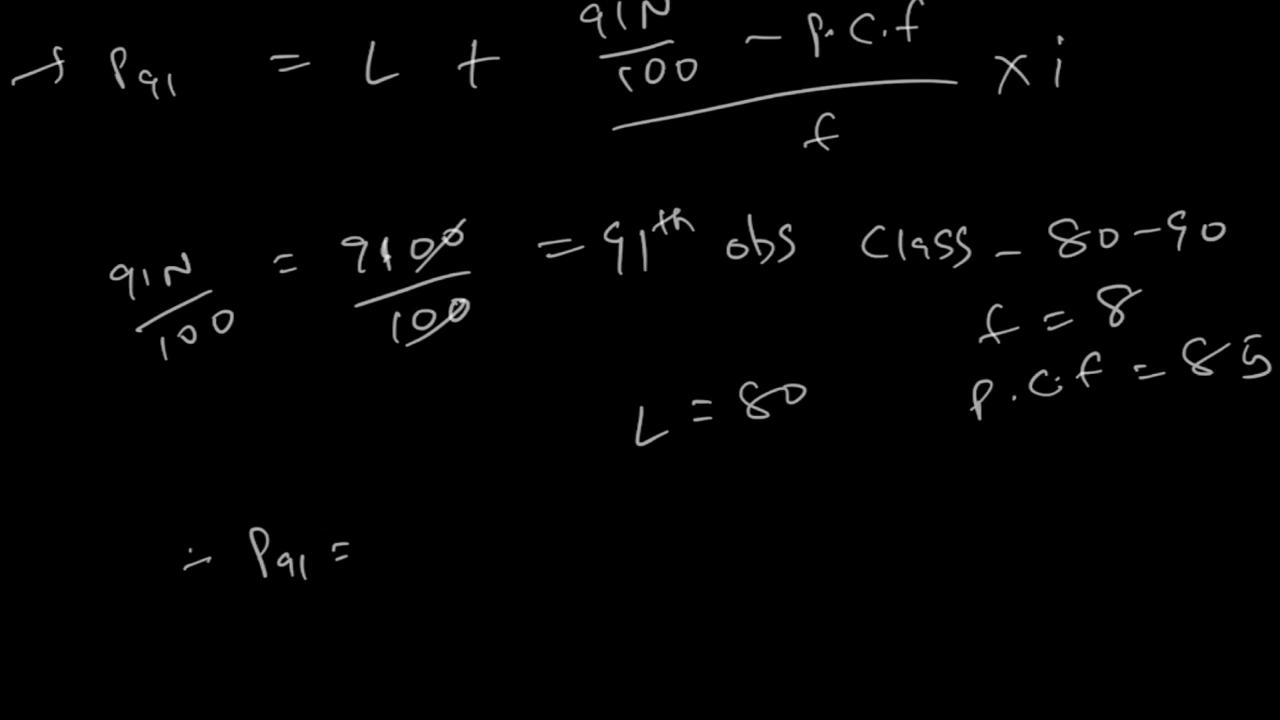 → P91 = L + (91N/100 - P.C.f)/f × i
91N/100 = 9100/100 = 91th obs Class - 80-90
f = 8
P.C.f = 85
L = 80
∴ P91 =